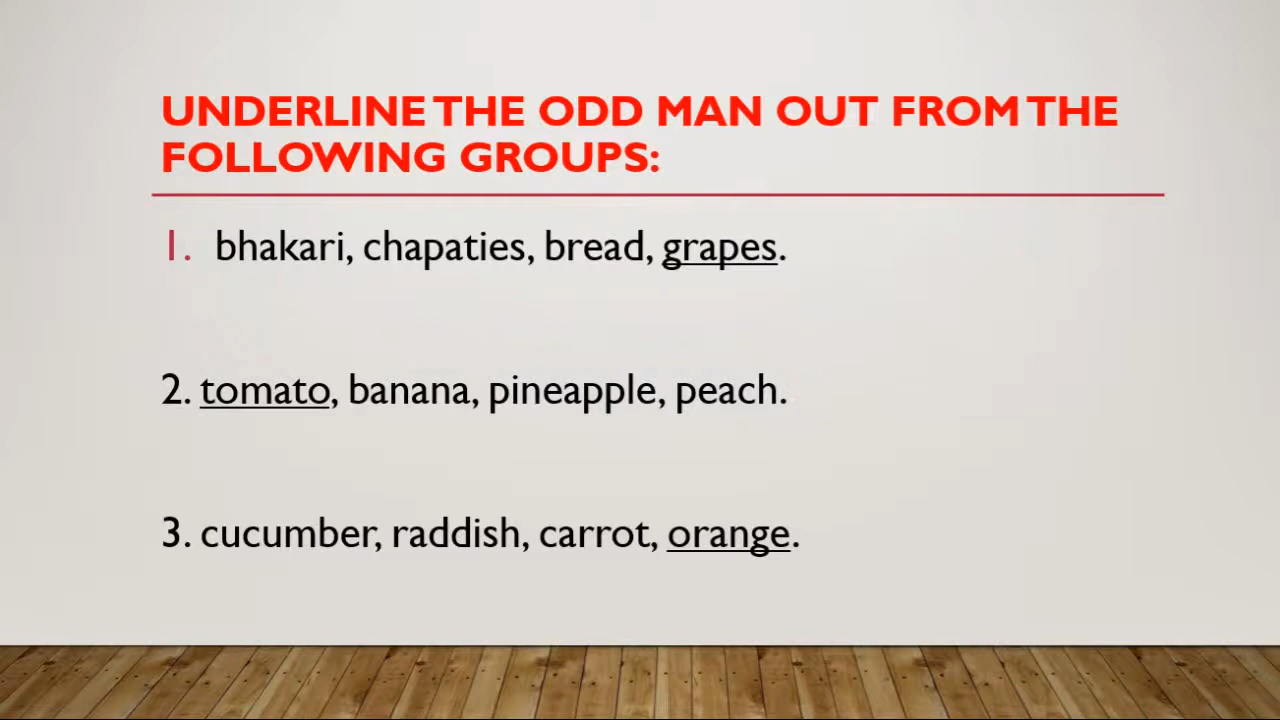 UNDERLINE THE ODD MAN OUT FROM THE
FOLLOWING GROUPS:
1. bhakari, chapaties, bread, grapes.
2. tomato, banana, pineapple, peach.
3. cucumber, raddish, carrot, orange.